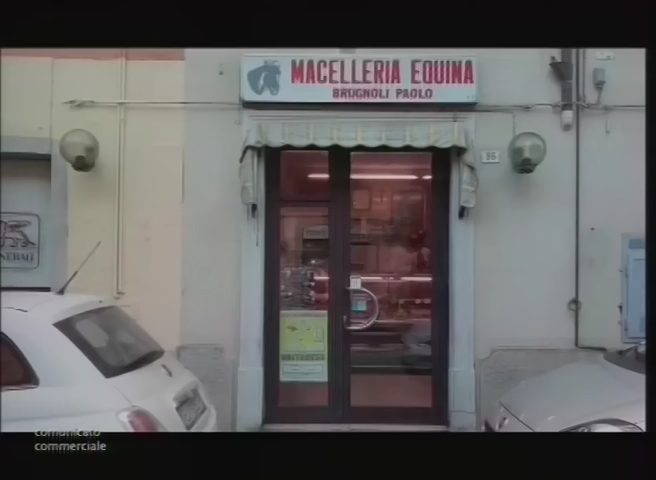 MACELLERIA EQUINA
BRUGNOLI PAOLO
55
comunicato
commerciale